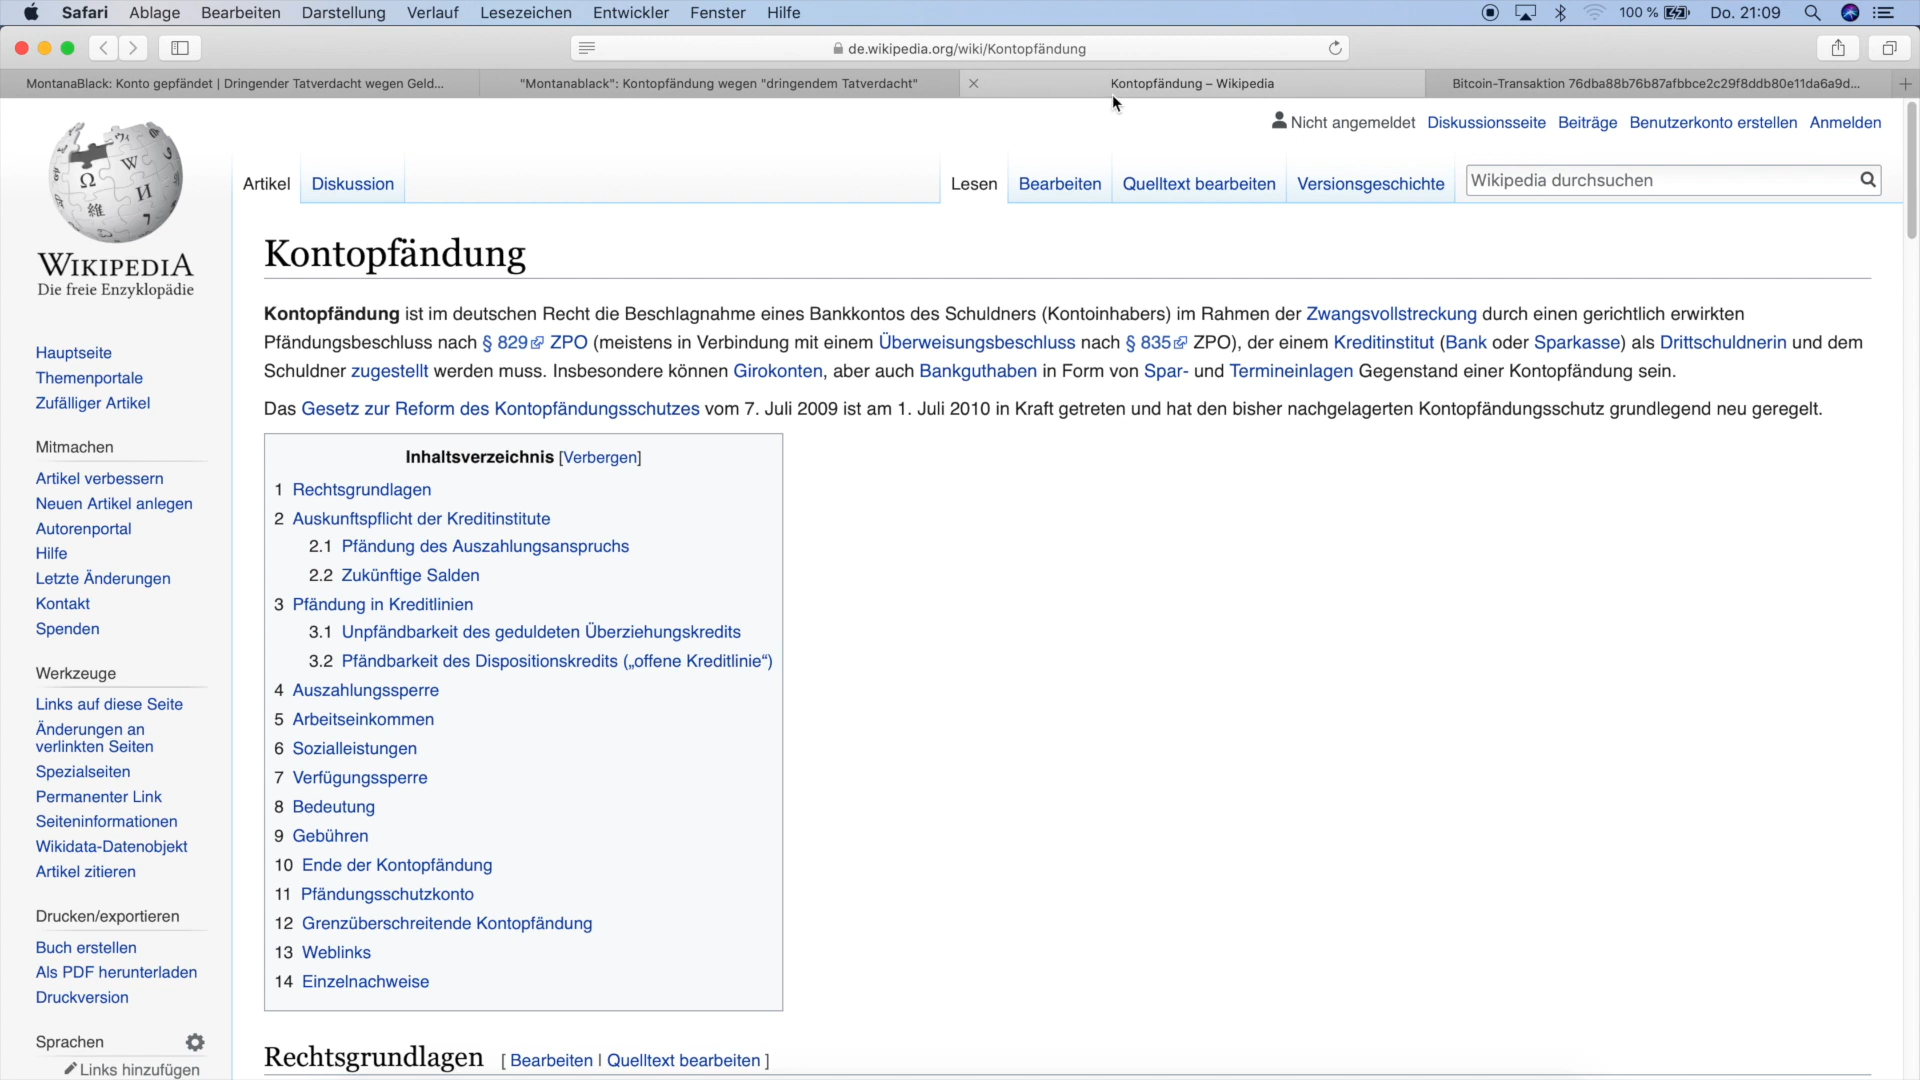 Safari Ablage Bearbeiten Darstellung Verlauf Lesezeichen Entwickler Fenster Hilfe 100 % Do. 21:09
de.wikipedia.org/wiki/Kontopfändung
MontanaBlack: Konto gepfändet | Dringender Tatverdacht wegen Geld... "Montanablack": Kontopfändung wegen "dringendem Tatverdacht" Kontopfändung – Wikipedia Bitcoin-Transaktion 76dba88b76b87afbbce2c29f8ddb80e11da6a9d...
Nicht angemeldet Diskussionsseite Beiträge Benutzerkonto erstellen Anmelden
Artikel Diskussion Lesen Bearbeiten Quelltext bearbeiten Versionsgeschichte Wikipedia durchsuchen
WIKIPEDIA
Die freie Enzyklopädie
Hauptseite
Themenportale
Zufälliger Artikel
Mitmachen
Artikel verbessern
Neuen Artikel anlegen
Autorenportal
Hilfe
Letzte Änderungen
Kontakt
Spenden
Werkzeuge
Links auf diese Seite
Änderungen an
verlinkten Seiten
Spezialseiten
Permanenter Link
Seiteninformationen
Wikidata-Datenobjekt
Artikel zitieren
Drucken/exportieren
Buch erstellen
Als PDF herunterladen
Druckversion
Sprachen
Links hinzufügen
Kontopfändung
Kontopfändung ist im deutschen Recht die Beschlagnahme eines Bankkontos des Schuldners (Kontoinhabers) im Rahmen der Zwangsvollstreckung durch einen gerichtlich erwirkten
Pfändungsbeschluss nach § 829 ZPO (meistens in Verbindung mit einem Überweisungsbeschluss nach § 835 ZPO), der einem Kreditinstitut (Bank oder Sparkasse) als Drittschuldnerin und dem
Schuldner zugestellt werden muss. Insbesondere können Girokonten, aber auch Bankguthaben in Form von Spar- und Termineinlagen Gegenstand einer Kontopfändung sein.
Das Gesetz zur Reform des Kontopfändungsschutzes vom 7. Juli 2009 ist am 1. Juli 2010 in Kraft getreten und hat den bisher nachgelagerten Kontopfändungsschutz grundlegend neu geregelt.
Inhaltsverzeichnis [Verbergen]
1 Rechtsgrundlagen
2 Auskunftspflicht der Kreditinstitute
2.1 Pfändung des Auszahlungsanspruchs
2.2 Zukünftige Salden
3 Pfändung in Kreditlinien
3.1 Unpfändbarkeit des geduldeten Überziehungskredits
3.2 Pfändbarkeit des Dispositionskredits („offene Kreditlinie“)
4 Auszahlungssperre
5 Arbeitseinkommen
6 Sozialleistungen
7 Verfügungssperre
8 Bedeutung
9 Gebühren
10 Ende der Kontopfändung
11 Pfändungsschutzkonto
12 Grenzüberschreitende Kontopfändung
13 Weblinks
14 Einzelnachweise
Rechtsgrundlagen [ Bearbeiten | Quelltext bearbeiten ]